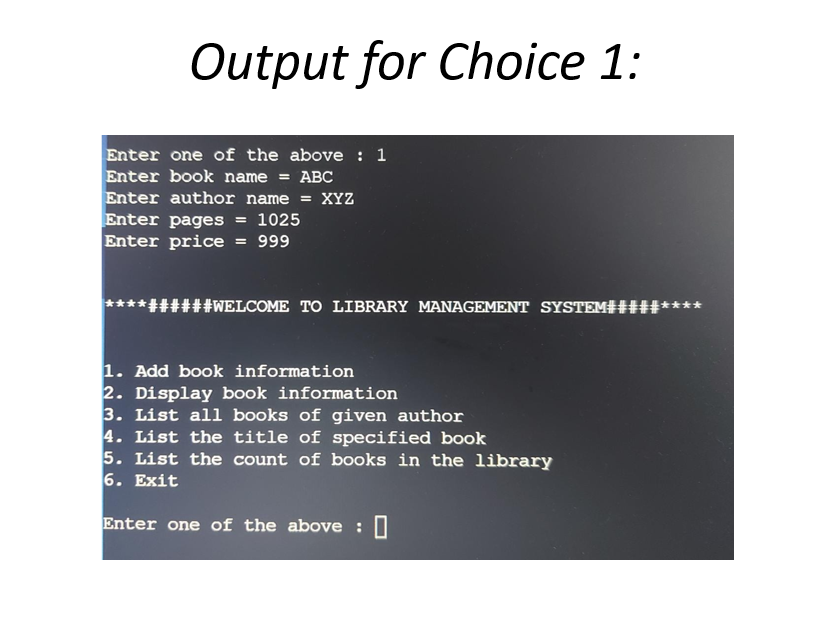 Output for Choice 1:
Enter one of the above : 1
Enter book name = ABC
Enter author name = XYZ
Enter pages = 1025
Enter price = 999
****######WELCOME TO LIBRARY MANAGEMENT SYSTEM#####****
1. Add book information
2. Display book information
3. List all books of given author
4. List the title of specified book
5. List the count of books in the library
6. Exit
Enter one of the above :